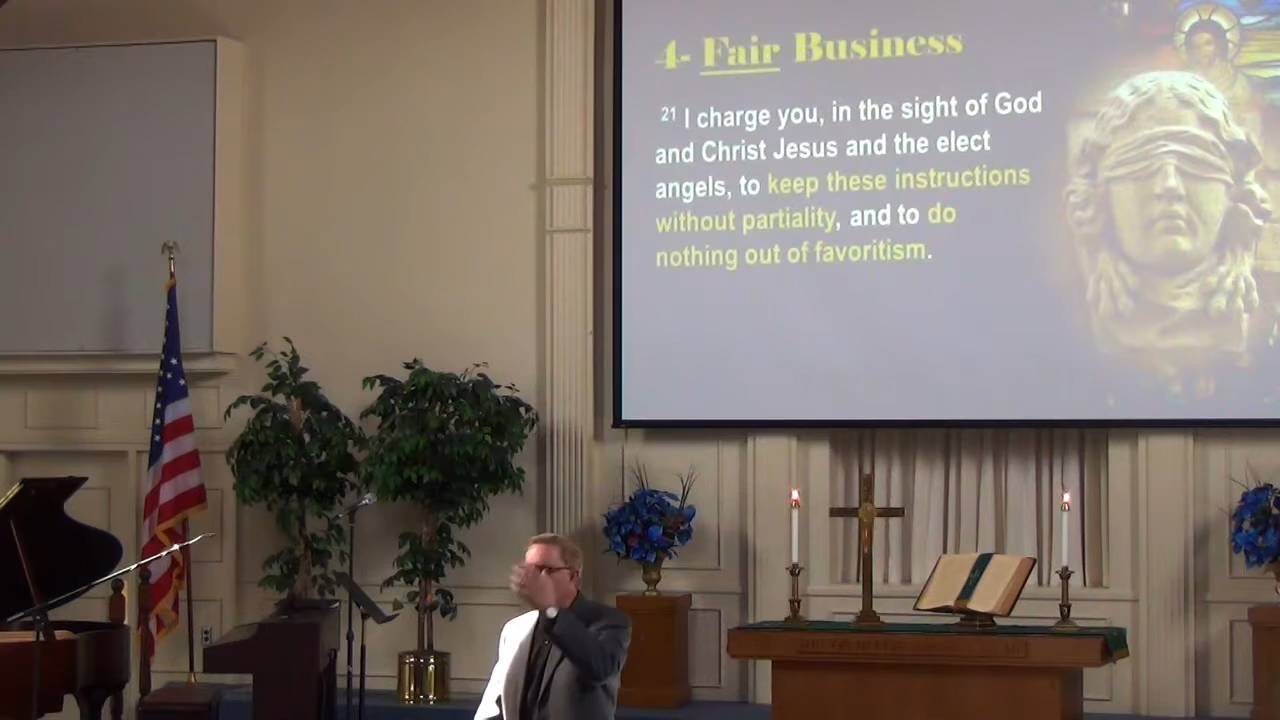 4- Fair Business
21 I charge you, in the sight of God
and Christ Jesus and the elect
angels, to keep these instructions
without partiality, and to do
nothing out of favoritism.